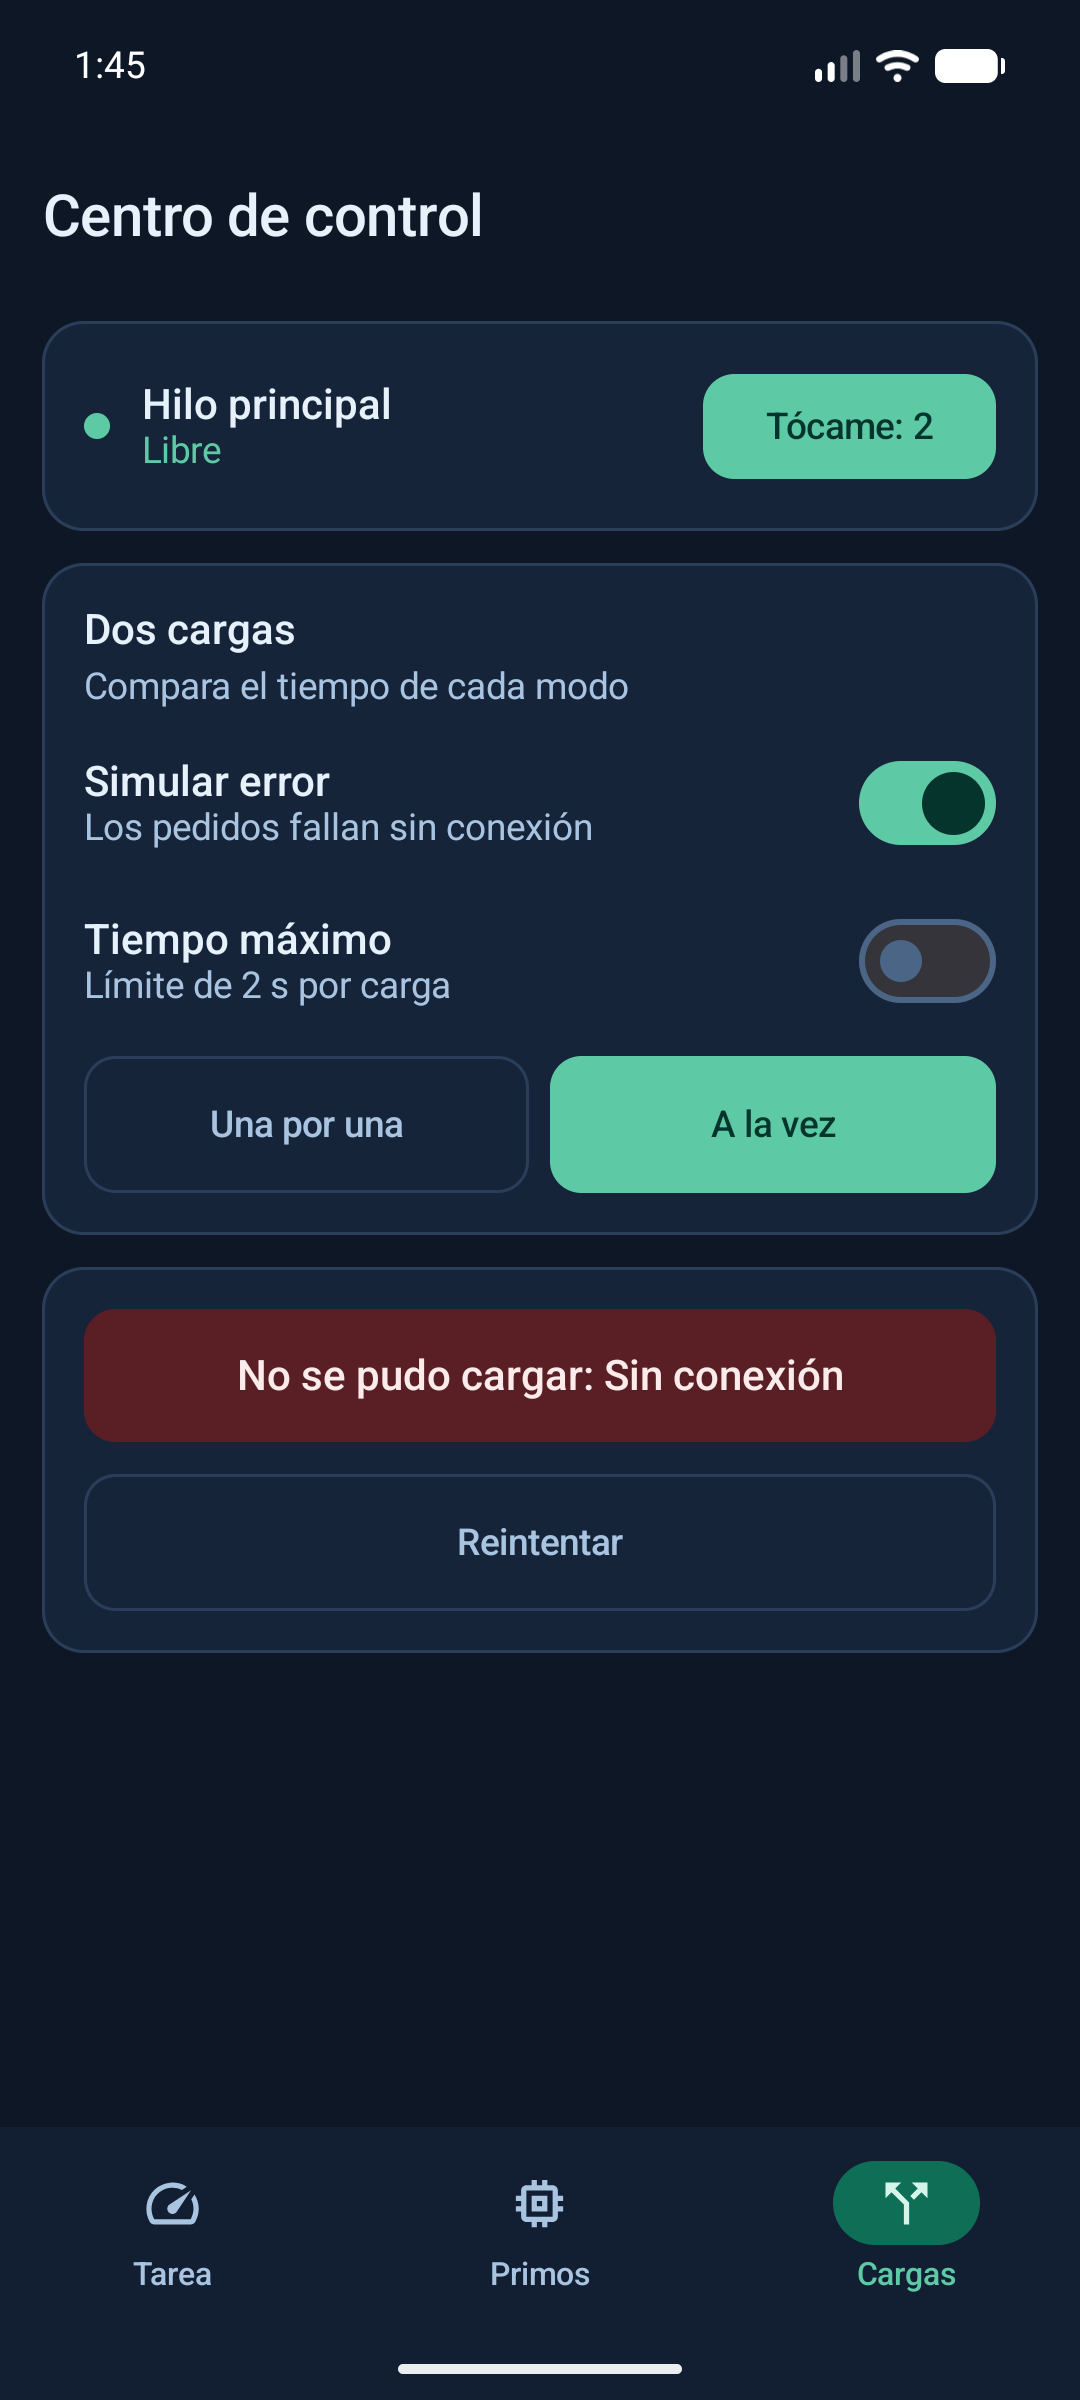 1:45
Centro de control
Hilo principal
Libre
Tócame: 2
Dos cargas
Compara el tiempo de cada modo
Simular error
Los pedidos fallan sin conexión
Tiempo máximo
Límite de 2 s por carga
Una por una
A la vez
No se pudo cargar: Sin conexión
Reintentar
Tarea
Primos
Cargas